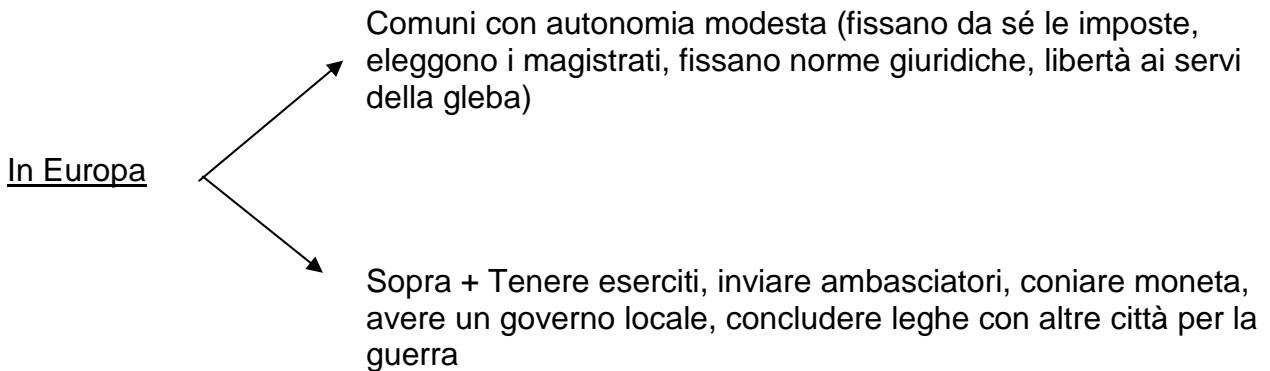 Comuni con autonomia modesta (fissano da sé le imposte,
eleggono i magistrati, fissano norme giuridiche, libertà ai servi
della gleba)
In Europa
Sopra + Tenere eserciti, inviare ambasciatori, coniare moneta,
avere un governo locale, concludere leghe con altre città per la
guerra